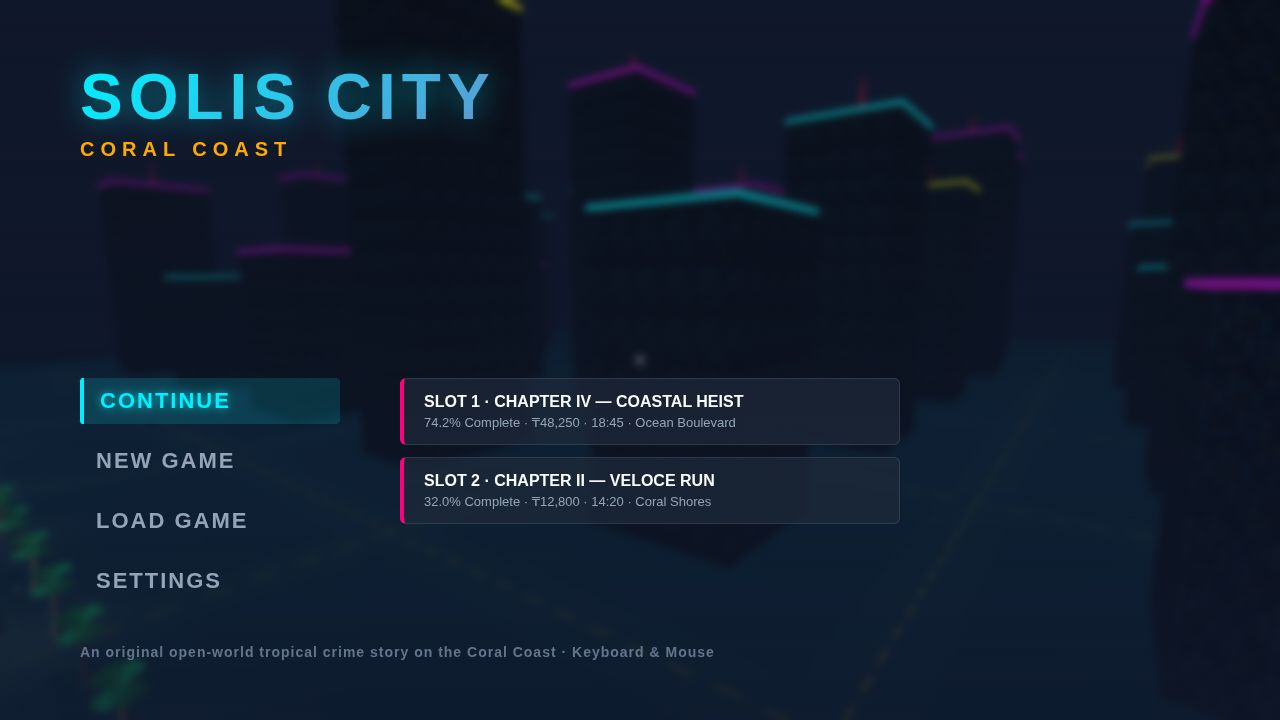 SOLIS CITY
CORAL COAST
CONTINUE
NEW GAME
LOAD GAME
SETTINGS
SLOT 1 · CHAPTER IV — COASTAL HEIST
74.2% Complete · ₸48,250 · 18:45 · Ocean Boulevard
SLOT 2 · CHAPTER II — VELOCE RUN
32.0% Complete · ₸12,800 · 14:20 · Coral Shores
An original open-world tropical crime story on the Coral Coast · Keyboard & Mouse